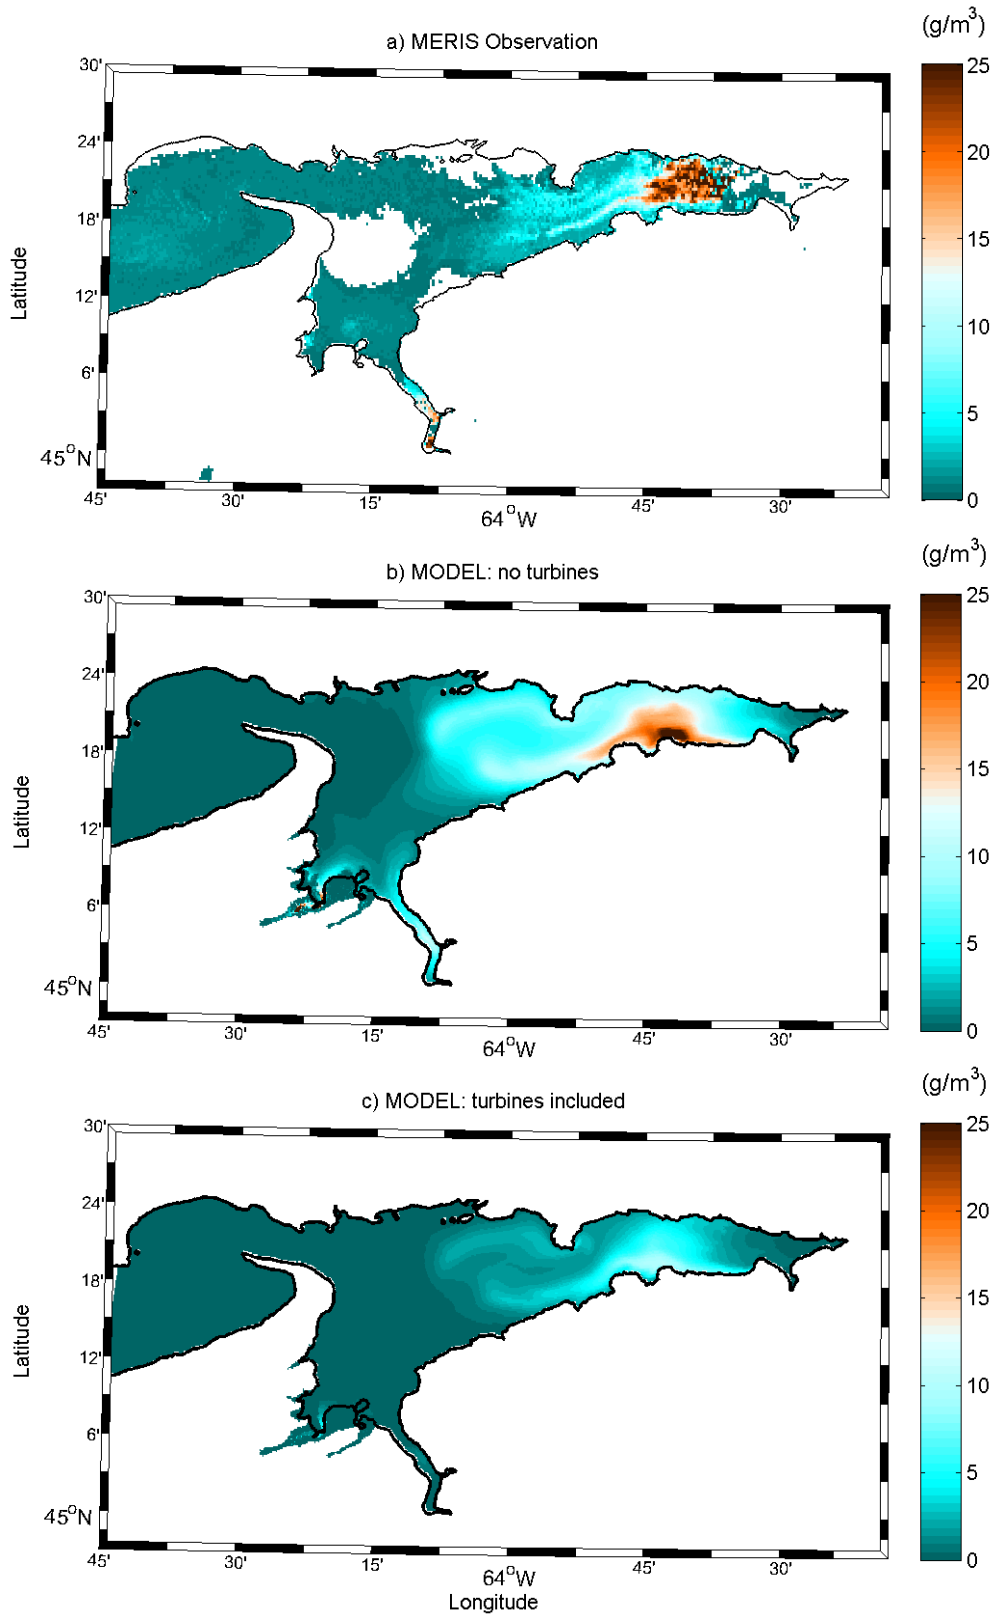 (g/m³)
a) MERIS Observation
30'
24'
18'
12'
6'
45°N
Latitude
45' 30' 15' 64°W 45' 30'
25
20
15
10
5
0
(g/m³)
b) MODEL: no turbines
30'
24'
18'
12'
6'
45°N
Latitude
45' 30' 15' 64°W 45' 30'
25
20
15
10
5
0
(g/m³)
c) MODEL: turbines included
30'
24'
18'
12'
6'
45°N
Latitude
45' 30' 15' 64°W 45' 30'
Longitude
25
20
15
10
5
0